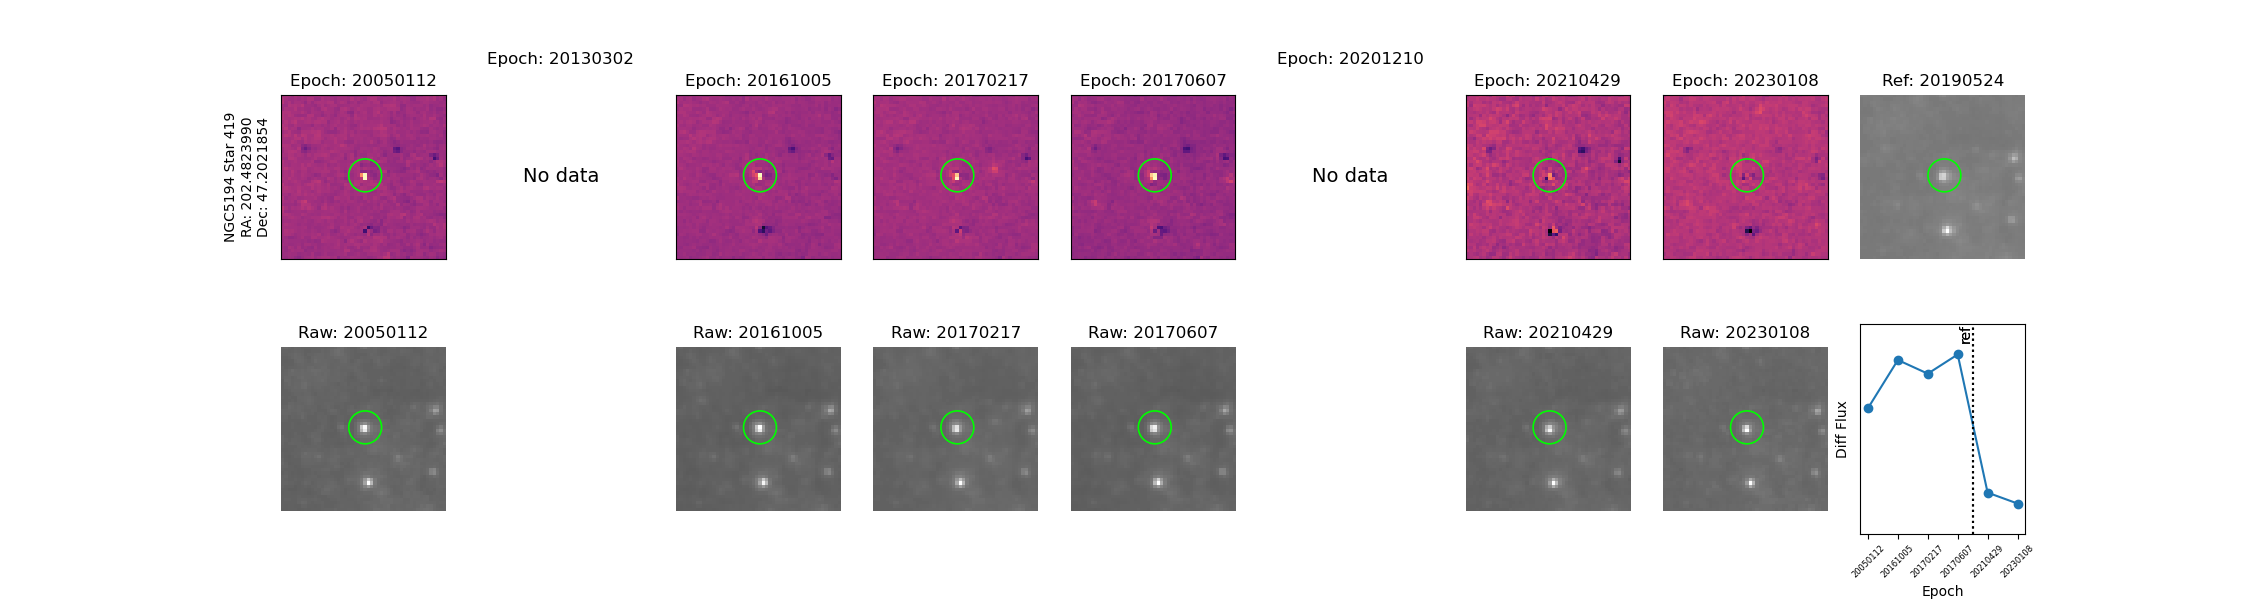 Epoch: 20130302
Epoch: 20201210
Epoch: 20050112
Epoch: 20161005
Epoch: 20170217
Epoch: 20170607
Epoch: 20210429
Epoch: 20230108
Ref: 20190524
NGC5194 Star 419
RA: 202.4823990
Dec: 47.2021854
No data
No data
Raw: 20050112
Raw: 20161005
Raw: 20170217
Raw: 20170607
Raw: 20210429
Raw: 20230108
ref
Diff Flux
20050112
20161005
20170217
20170607
20210429
20230108
Epoch